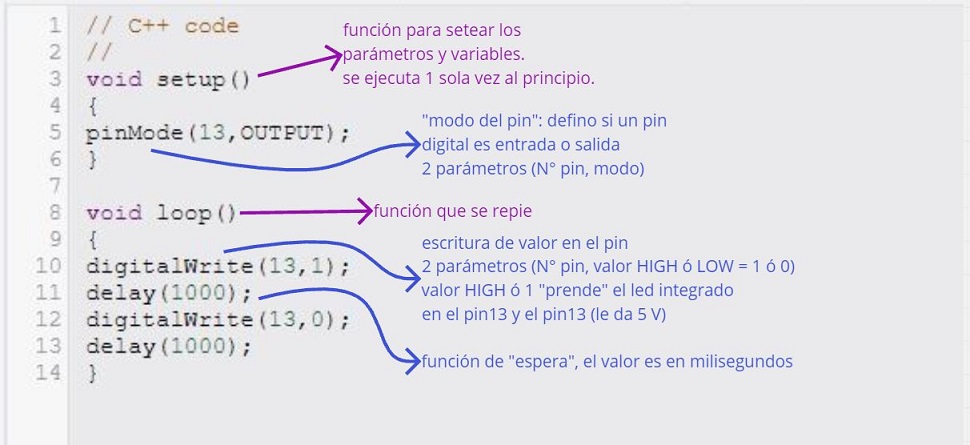 1 // C++ code
función para setear los
2 //
parámetros y variables.
3 void setup()
se ejecuta 1 sola vez al principio.
4 {
"modo del pin": defino si un pin
5 pinMode(13,OUTPUT);
digital es entrada o salida
6 }
2 parámetros (N° pin, modo)
7
8 void loop()
función que se repie
9 {
escritura de valor en el pin
10 digitalWrite(13,1);
2 parámetros (N° pin, valor HIGH ó LOW = 1 ó 0)
11 delay(1000);
valor HIGH ó 1 "prende" el led integrado
12 digitalWrite(13,0);
en el pin13 y el pin13 (le da 5 V)
13 delay(1000);
función de "espera", el valor es en milisegundos
14 }